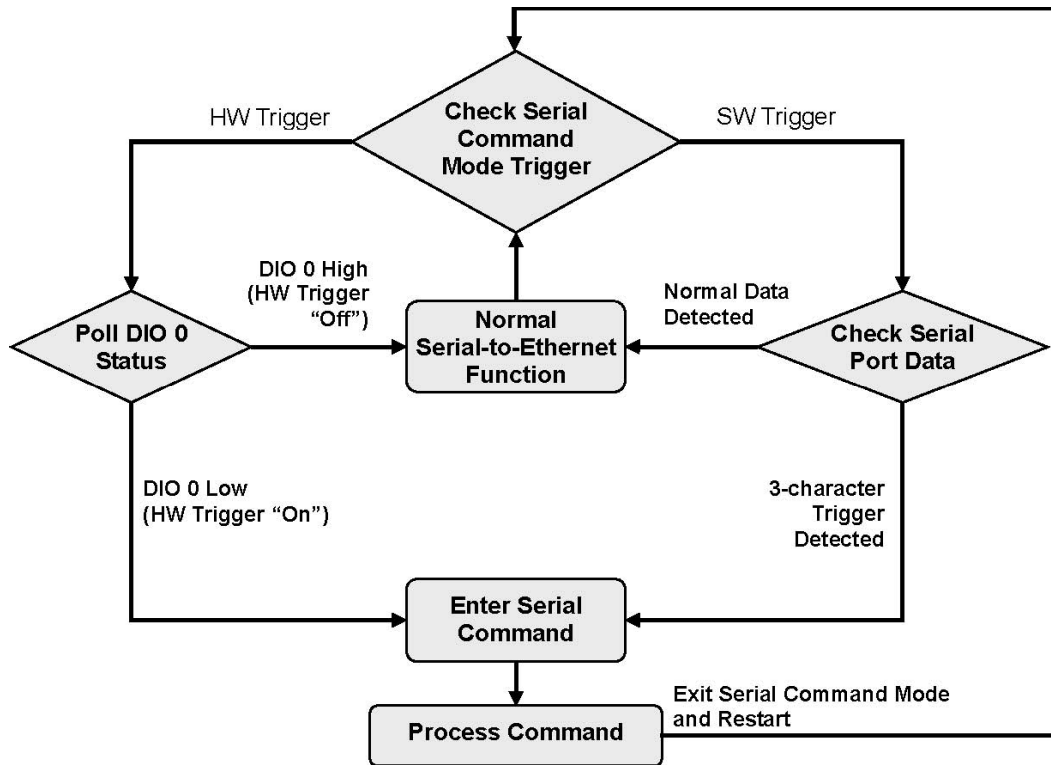 Check Serial
Command
Mode Trigger
HW Trigger
SW Trigger
DIO 0 High
(HW Trigger
“Off”)
Normal Data
Detected
Poll DIO 0
Status
Normal
Serial-to-Ethernet
Function
Check Serial
Port Data
DIO 0 Low
(HW Trigger “On”)
3-character
Trigger
Detected
Enter Serial
Command
Process Command
Exit Serial Command Mode
and Restart